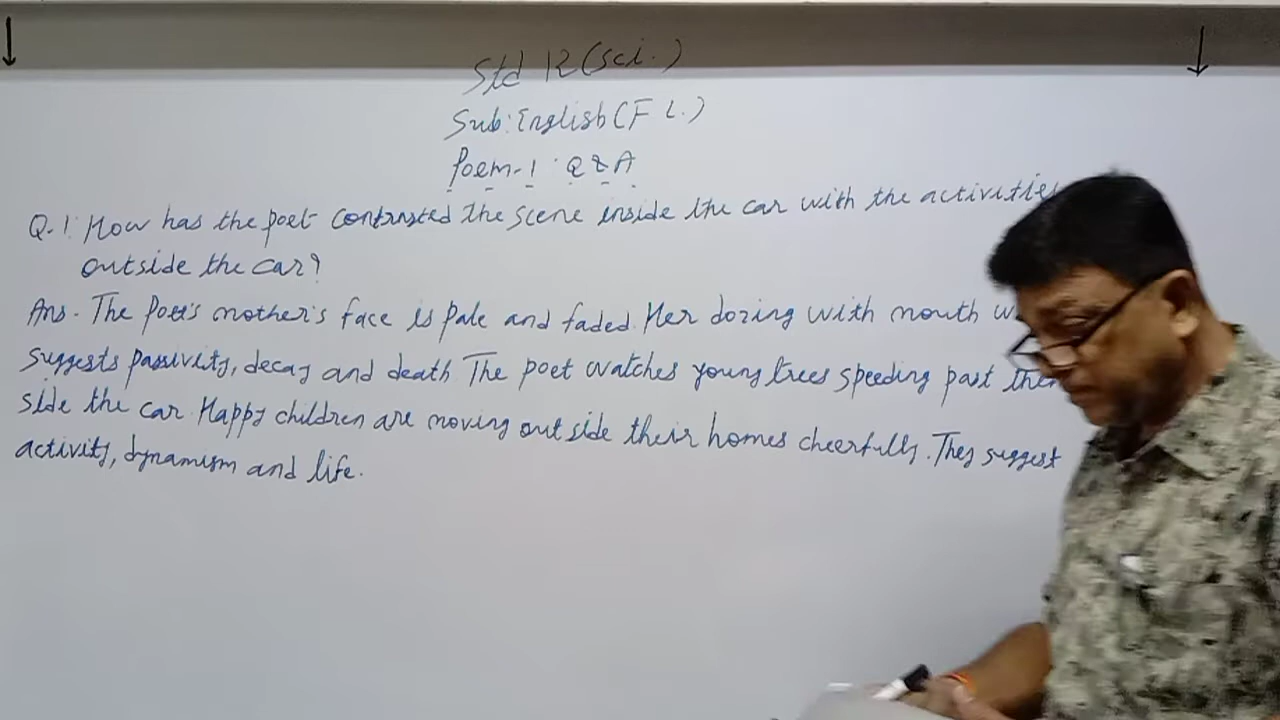 Std 12 (Sci.)
Sub: English (F L.)
Poem-1 : Q & A
Q.1: How has the poet contrasted the scene inside the car with the activities
outside the car?
Ans. The Poet's mother's face is pale and faded. Her dozing with mouth
suggests passivity, decay and death. The poet watches young trees speeding past
side the car. Happy children are moving out side their homes cheerfully. They suggest
activity, dynamism and life.